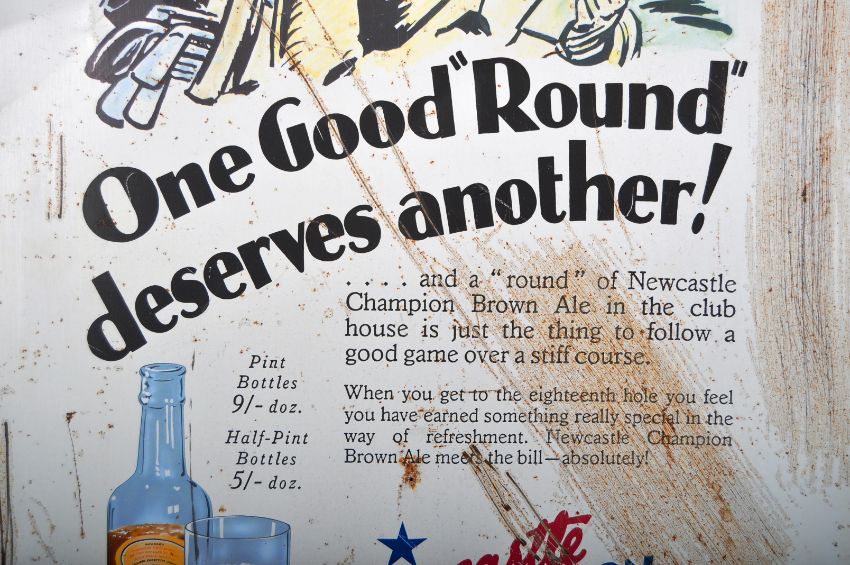 One Good "Round"
deserves another!
. . . . and a "round" of Newcastle
Champion Brown Ale in the club
house is just the thing to follow a
good game over a stiff course.
When you get to the eighteenth hole you feel
you have earned something really special in the
way of refreshment. Newcastle Champion
Brown Ale meets the bill—absolutely!
Pint
Bottles
9/- doz.
Half-Pint
Bottles
5/- doz.